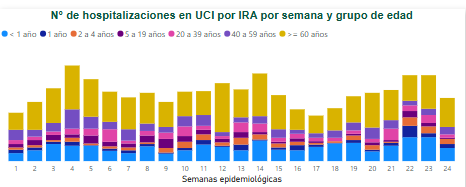 N° de hospitalizaciones en UCI por IRA por semana y grupo de edad
< 1 año 1 año 2 a 4 años 5 a 19 años 20 a 39 años 40 a 59 años >= 60 años
1 2 3 4 5 6 7 8 9 10 11 12 13 14 15 16 17 18 19 20 21 22 23 24
Semanas epidemiológicas